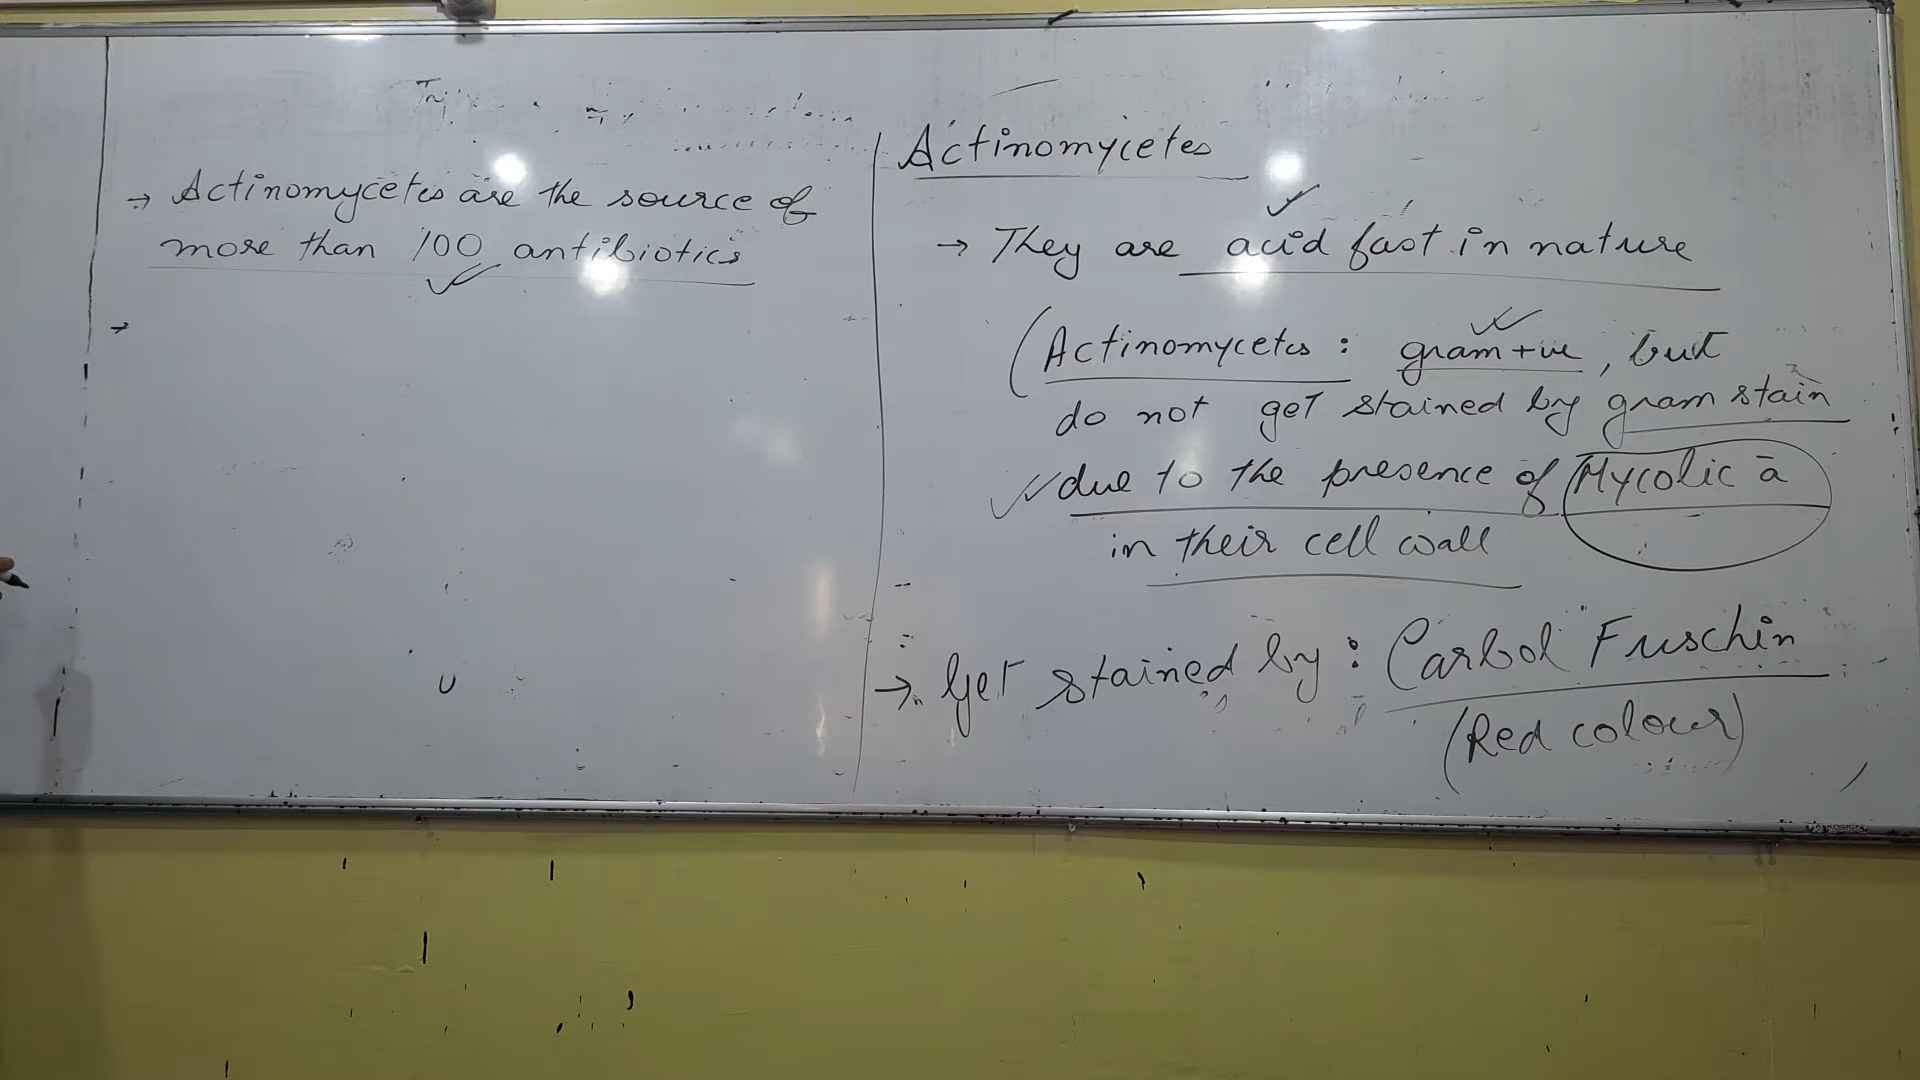 Actinomycetes
→ They are acid fast in nature
(Actinomycetes : gram +ve, but
do not get stained by gram stain
due to the presence of Mycolic ā
in their cell wall
→ Get stained by : Carbol Fuschin
(Red colour)
→ Actinomycetes are the source of
more than 100 antibiotics
→